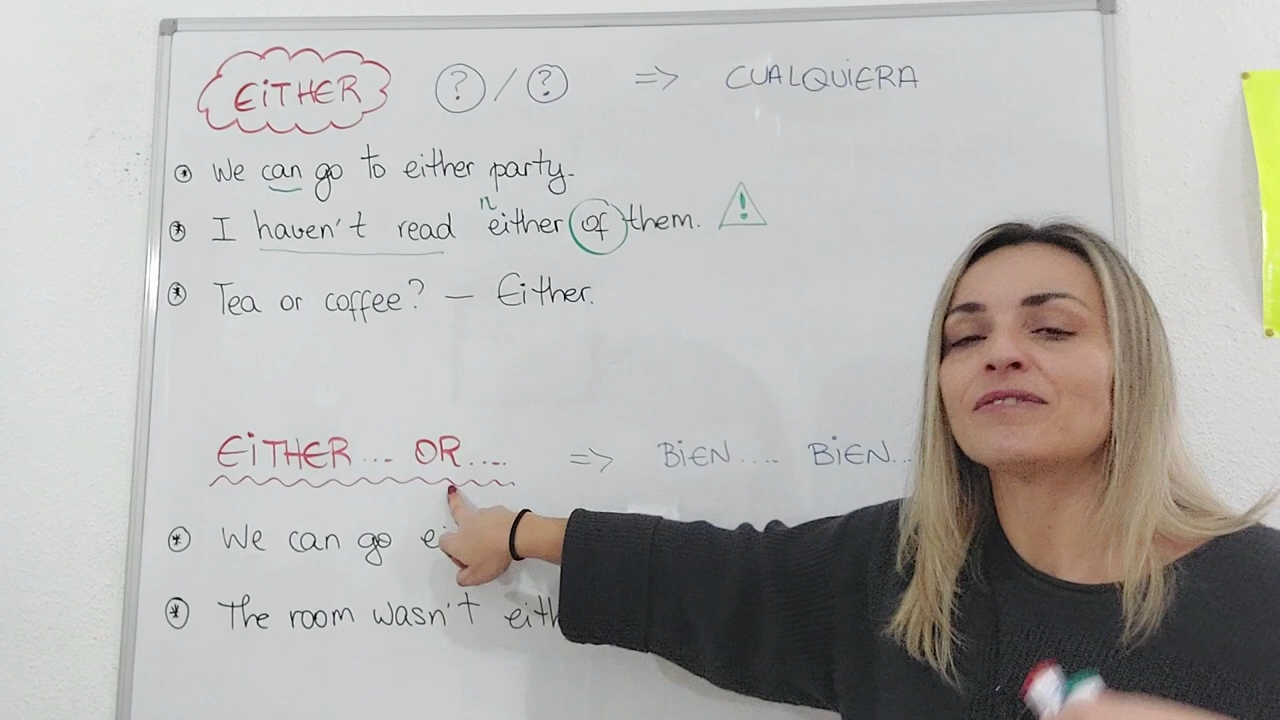 EiTHER ? / ? => CUALQUiERA
We can go to either party.
I haven't read neither of them. !
Tea or coffee? — Either.
EiTHER... OR.... => BiEN.... BiEN...
We can go
The room wasn't